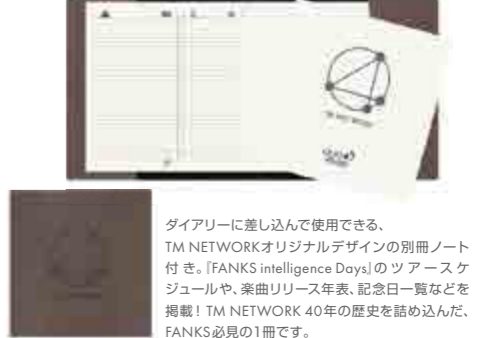 TM NETWORK
ダイアリーに差し込んで使用できる、
TM NETWORKオリジナルデザインの別冊ノート
付き。『FANKS intelligence Days』のツアースケ
ジュールや、楽曲リリース年表、記念日一覧などを
掲載! TM NETWORK 40年の歴史を詰め込んだ、
FANKS必見の1冊です。